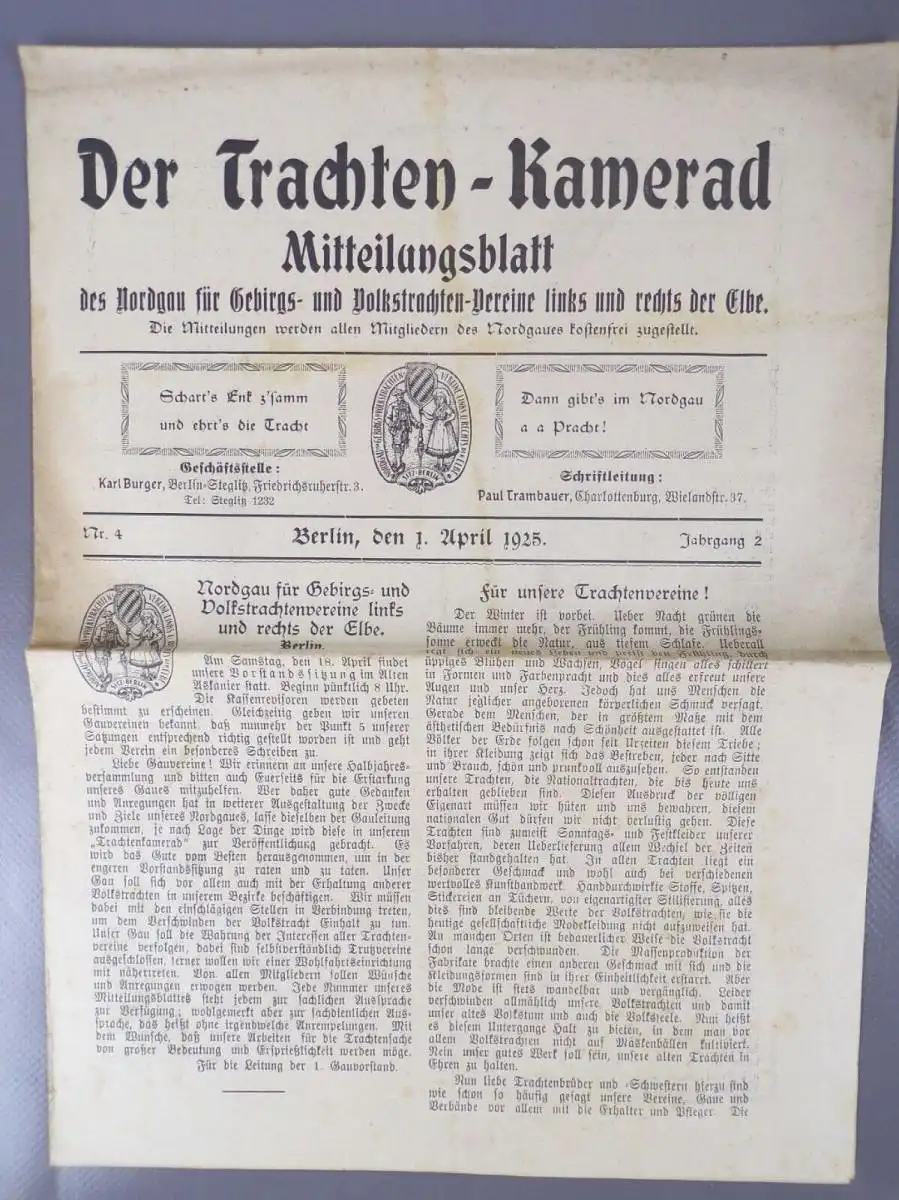 Der Trachten-Kamerad
Mitteilungsblatt
des Nordgau für Gebirgs- und Volkstrachten-Vereine links und rechts der Elbe.
Die Mitteilungen werden allen Mitgliedern des Nordgaues kostenfrei zugestellt.
Schart's Enk z'samm
und ehrt's die Tracht
Geschäftsstelle:
Karl Burger, Berlin-Steglitz, Friedrichsruherstr. 3.
Tel: Steglitz 1232
SITZ-BERLIN
Dann gibt's im Nordgau
a a Pracht!
Schriftleitung:
Paul Trambauer, Charlottenburg, Wielandstr. 37.
Nr. 4
Berlin, den 1. April 1925.
Jahrgang 2
SITZ-BERLIN
Nordgau für Gebirgs- und
Volkstrachtenvereine links
und rechts der Elbe.
Berlin.
Am Samstag, den 18. April findet
unsere Vorstandssitzung im Alten
Askanier statt. Beginn pünktlich 8 Uhr.
Die Kassenrevisoren werden gebeten
bestimmt zu erscheinen. Gleichzeitig geben wir unseren
Gauvereinen bekannt, daß nunmehr der Punkt 5 unserer
Satzungen entsprechend richtig gestellt worden ist und geht
jedem Verein ein besonderes Schreiben zu.
Liebe Gauvereine! Wir erinnern an unsere Halbjahres-
versammlung und bitten auch Euerseits für die Erstarkung
unseres Gaues mitzuhelfen. Wer daher gute Gedanken
und Anregungen hat in weiterer Ausgestaltung der Zwecke
und Ziele unseres Nordgaues, lasse dieselben der Gauleitung
zukommen, je nach Lage der Dinge wird diese in unserem
„Trachtenkamerad“ zur Veröffentlichung gebracht. Es
wird das Gute vom Besten herausgenommen, um in der
engeren Vorstandssitzung zu raten und zu taten. Unser
Gau soll sich vor allem auch mit der Erhaltung anderer
Volkstrachten in unserem Bezirke beschäftigen. Wir müssen
dabei mit den einschlägigen Stellen in Verbindung treten,
um dem Verschwinden der Volkstracht Einhalt zu tun.
Unser Gau soll die Wahrung der Interessen aller Trachten-
vereine verfolgen, dabei sind selbstverständlich Trutzvereine
ausgeschlossen, ferner wollen wir einer Wohlfahrtseinrichtung
mit nähertreten. Von allen Mitgliedern sollen Wünsche
und Anregungen erwogen werden. Jede Nummer unseres
Mitteilungsblattes steht jedem zur sachlichen Aussprache
zur Verfügung; wohlgemerkt aber zur sachdienlichen Aus-
sprache, das heißt ohne irgendwelche Anrempelungen. Mit
dem Wunsche, daß unsere Arbeiten für die Trachtensache
von großer Bedeutung und Ersprießlichkeit werden möge.
Für die Leitung der 1. Gauvorstand.
Für unsere Trachtenvereine!
Der Winter ist vorbei. Ueber Nacht grünen die
Bäume immer mehr, der Frühling kommt, die Frühlings-
sonne erweckt die Natur, aus tiefem Schlafe. Ueberall
regt sich ein neues Leben und preist den Frühling, durch
üppiges Blühen und Wachsen, Vögel singen alles schillert
in Formen und Farbenpracht und dies alles erfreut unsere
Augen und unser Herz. Jedoch hat uns Menschen die
Natur jeglicher angeborenen körperlichen Schmuck versagt.
Gerade dem Menschen, der in größtem Maße mit dem
ästhetischen Bedürfnis nach Schönheit ausgestattet ist. Alle
Völker der Erde folgen schon seit Urzeiten diesem Triebe;
in ihrer Kleidung zeigt sich das Bestreben, jeder nach Sitte
und Brauch, schön und prunkvoll auszusehen. So entstanden
unsere Trachten, die Nationaltrachten, die bis heute uns
erhalten geblieben sind. Diesen Ausdruck der völligen
Eigenart müssen wir hüten und uns bewahren, diesem
nationalen Gut dürfen wir nicht verlustig gehen. Diese
Trachten sind zumeist Sonntags- und Festkleider unserer
Vorfahren, deren Ueberlieferung allem Wechsel der Zeiten
bisher standgehalten hat. In allen Trachten liegt ein
besonderer Geschmack und wohl auch bei verschiedenen
wertvolles Kunsthandwerk. Handdurchwirkte Stoffe, Spitzen,
Stickereien an Tüchern, von eigenartigster Stilisierung, alles
dies sind bleibende Werte der Volkstrachten, wie sie die
heutige gesellschaftliche Modekleidung nicht aufzuweisen hat.
An manchen Orten ist bedauerlicher Weise die Volkstracht
schon lange verschwunden. Die Massenproduktion der
Fabrikate brachte einen anderen Geschmack mit sich und die
Kleidungsformen sind in ihrer Einheitlichkeit erstarrt. Aber
die Mode ist stets wandelbar und vergänglich. Leider
verschwinden allmählich unsere Volkstrachten und damit
unser altes Volkstum und auch die Volksseele. Nun heißt
es diesem Untergange Halt zu bieten, in dem man vor
allem Volkstrachten nicht auf Maskenbällen kultiviert.
Nein unser gutes Werk soll sein, unsere alten Trachten in
Ehren zu halten.
Nun liebe Trachtenbrüder und -Schwestern hierzu sind
wie schon so häufig gesagt unsere Vereine, Gaue und
Verbände vor allem mit die Erhalter und Pfleger. Die